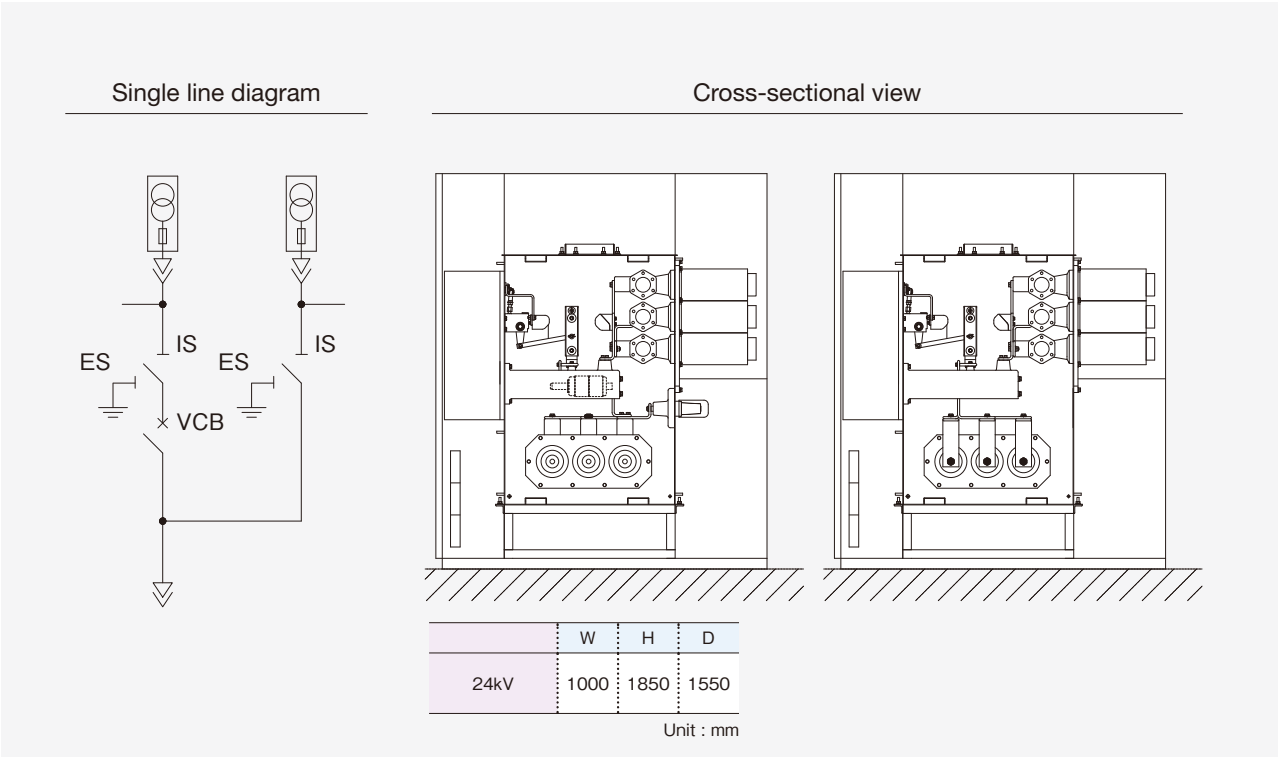 Single line diagram
Cross-sectional view
IS
IS
ES
ES
VCB
W H D
24kV 1000 1850 1550
Unit : mm